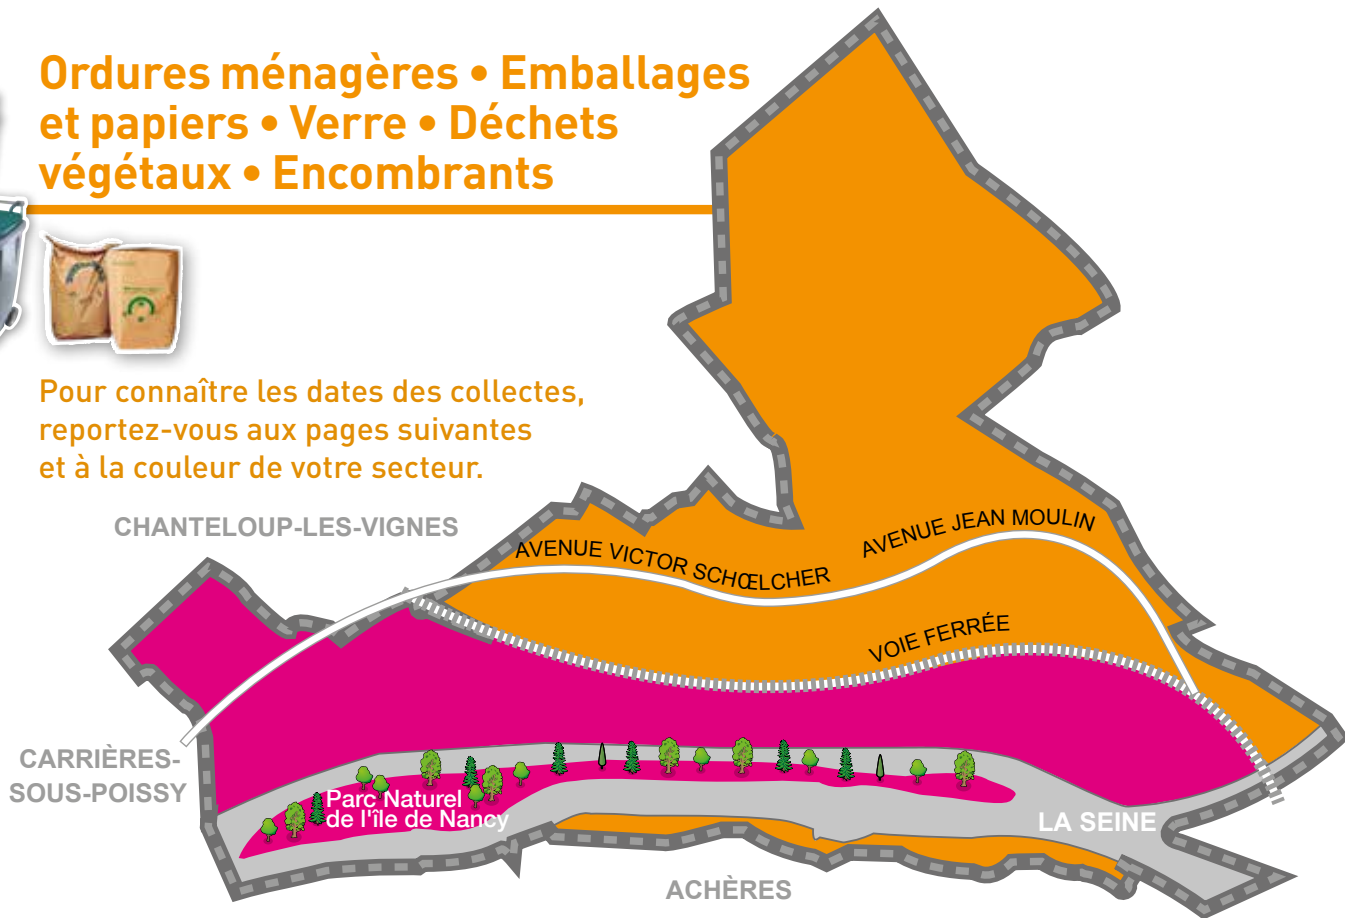 Ordures ménagères • Emballages
et papiers • Verre • Déchets
végétaux • Encombrants
Pour connaître les dates des collectes,
reportez-vous aux pages suivantes
et à la couleur de votre secteur.
CHANTELOUP-LES-VIGNES
AVENUE VICTOR SCHŒLCHER
AVENUE JEAN MOULIN
VOIE FERRÉE
CARRIÈRES-
SOUS-POISSY
Parc Naturel
de l'île de Nancy
LA SEINE
ACHÈRES